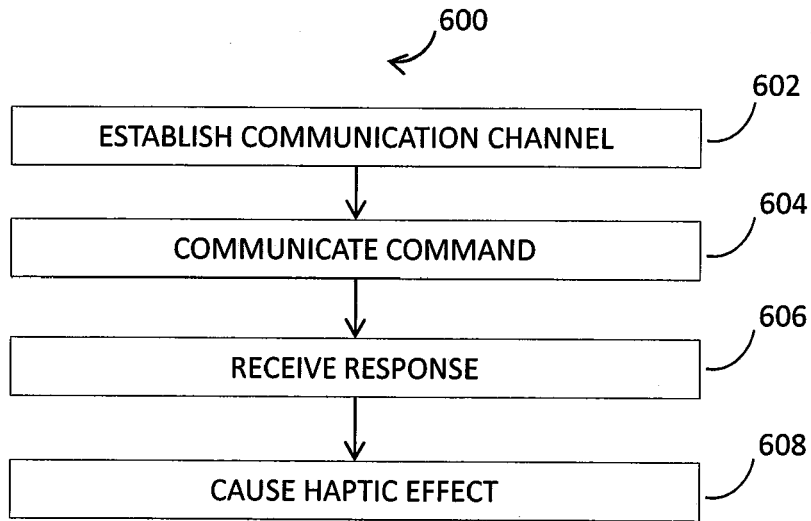 600
602
ESTABLISH COMMUNICATION CHANNEL
604
COMMUNICATE COMMAND
606
RECEIVE RESPONSE
608
CAUSE HAPTIC EFFECT